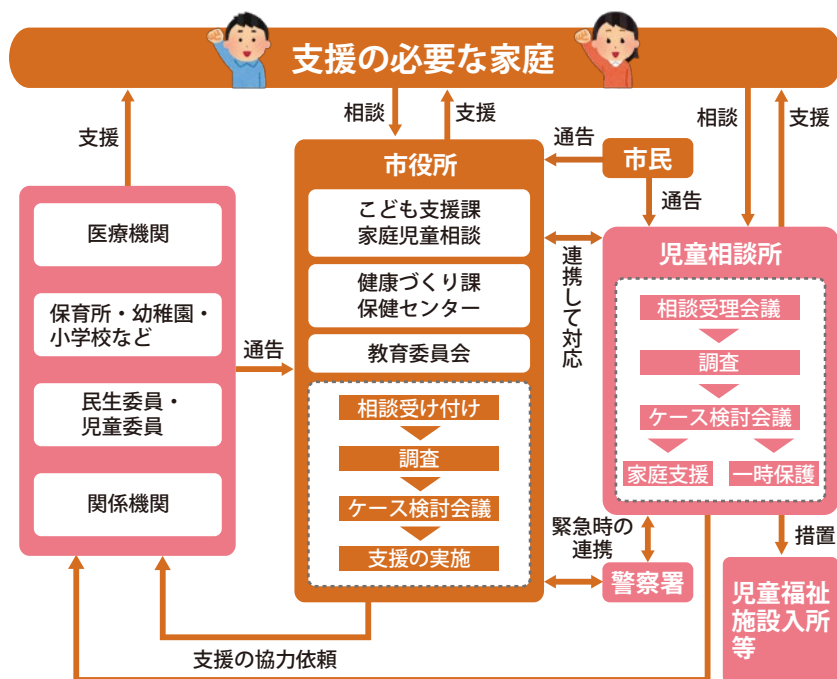 支援の必要な家庭
支援
相談
支援
通告
市民
通告
相談
支援
医療機関
保育所・幼稚園・
小学校など
民生委員・
児童委員
関係機関
通告
市役所
こども支援課
家庭児童相談
健康づくり課
保健センター
教育委員会
相談受け付け
調査
ケース検討会議
支援の実施
連携して対応
児童相談所
相談受理会議
調査
ケース検討会議
家庭支援
一時保護
緊急時の
連携
警察署
措置
児童福祉
施設入所
等
支援の協力依頼